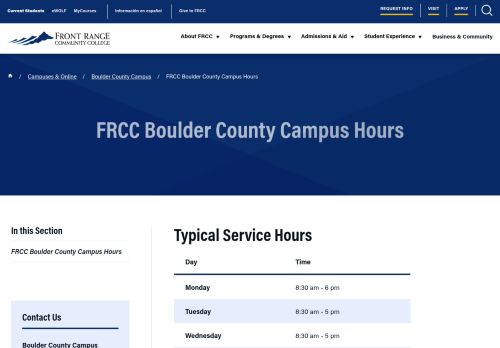 Current Students eWOLF MyCourses Información en español Give to FRCC REQUEST INFO VISIT APPLY
FRONT RANGE
COMMUNITY COLLEGE
About FRCC Programs & Degrees Admissions & Aid Student Experience Business & Community
/ Campuses & Online / Boulder County Campus / FRCC Boulder County Campus Hours
FRCC Boulder County Campus Hours
In this Section
FRCC Boulder County Campus Hours
Contact Us
Boulder County Campus
Typical Service Hours
Day Time
Monday 8:30 am - 6 pm
Tuesday 8:30 am - 5 pm
Wednesday 8:30 am - 5 pm